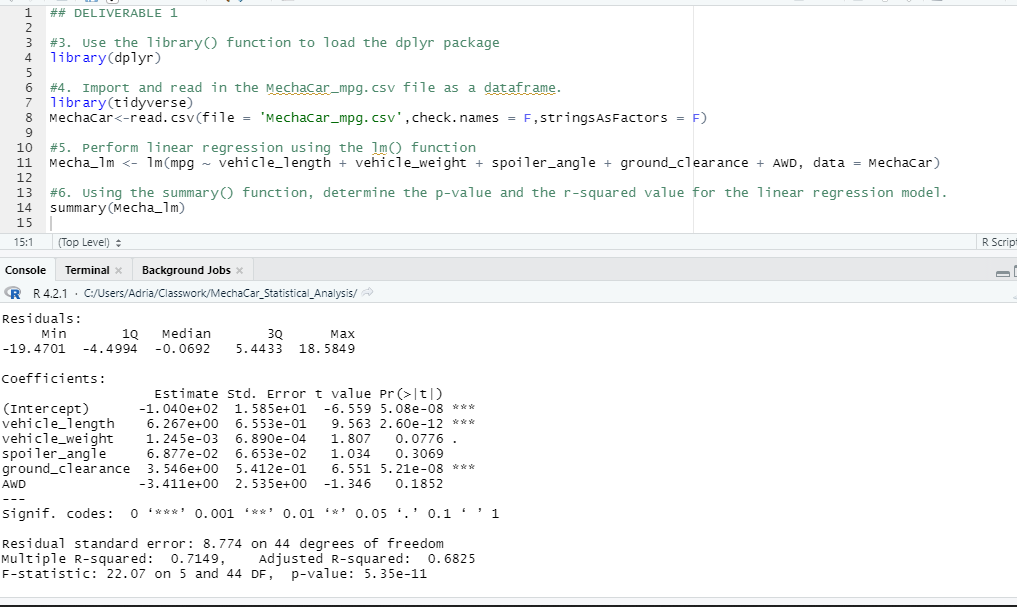 1 ## DELIVERABLE 1
2
3 #3. Use the library() function to load the dplyr package
4 library(dplyr)
5
6 #4. Import and read in the MechaCar_mpg.csv file as a dataframe.
7 library(tidyverse)
8 MechaCar<-read.csv(file = 'MechaCar_mpg.csv',check.names = F,stringsAsFactors = F)
9
10 #5. Perform linear regression using the lm() function
11 Mecha_lm <- lm(mpg ~ vehicle_length + vehicle_weight + spoiler_angle + ground_clearance + AWD, data = MechaCar)
12
13 #6. Using the summary() function, determine the p-value and the r-squared value for the linear regression model.
14 summary(Mecha_lm)
15
15:1 (Top Level) R Script
Console Terminal Background Jobs
R R 4.2.1 · C:/Users/Adria/Classwork/MechaCar_Statistical_Analysis/
Residuals:
     Min       1Q   Median       3Q      Max
-19.4701  -4.4994  -0.0692   5.4433  18.5849

Coefficients:
                   Estimate Std. Error t value Pr(>|t|)
(Intercept)      -1.040e+02  1.585e+01  -6.559 5.08e-08 ***
vehicle_length    6.267e+00  6.553e-01   9.563 2.60e-12 ***
vehicle_weight    1.245e-03  6.890e-04   1.807   0.0776 .
spoiler_angle     6.877e-02  6.653e-02   1.034   0.3069
ground_clearance  3.546e+00  5.412e-01   6.551 5.21e-08 ***
AWD              -3.411e+00  2.535e+00  -1.346   0.1852
---
Signif. codes:  0 ‘***’ 0.001 ‘**’ 0.01 ‘*’ 0.05 ‘.’ 0.1 ‘ ’ 1

Residual standard error: 8.774 on 44 degrees of freedom
Multiple R-squared:  0.7149,    Adjusted R-squared:  0.6825
F-statistic: 22.07 on 5 and 44 DF,  p-value: 5.35e-11